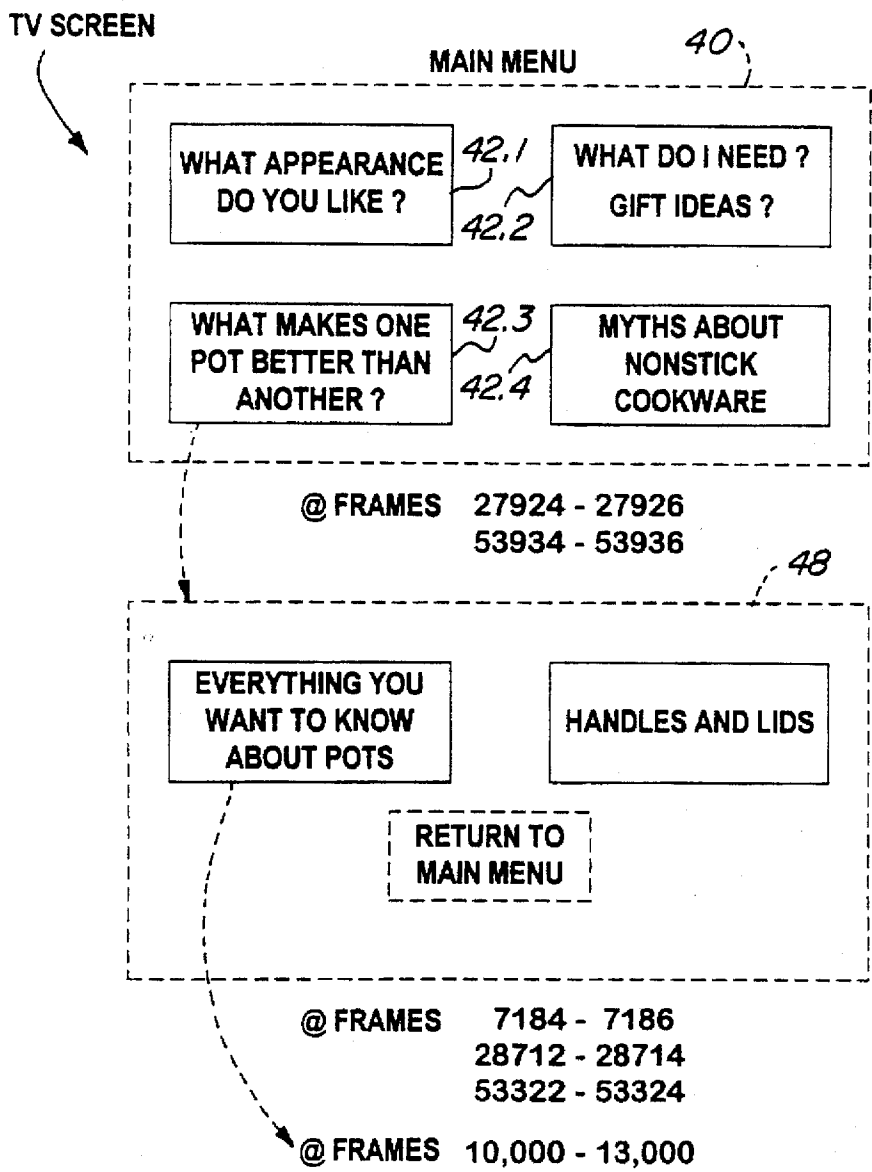 TV SCREEN
MAIN MENU
40
WHAT APPEARANCE
DO YOU LIKE ?
42.1
42.2
WHAT DO I NEED ?
GIFT IDEAS ?
WHAT MAKES ONE
POT BETTER THAN
ANOTHER ?
42.3
42.4
MYTHS ABOUT
NONSTICK
COOKWARE
@ FRAMES 27924 - 27926
53934 - 53936
48
EVERYTHING YOU
WANT TO KNOW
ABOUT POTS
HANDLES AND LIDS
RETURN TO
MAIN MENU
@ FRAMES 7184 - 7186
28712 - 28714
53322 - 53324
@ FRAMES 10,000 - 13,000